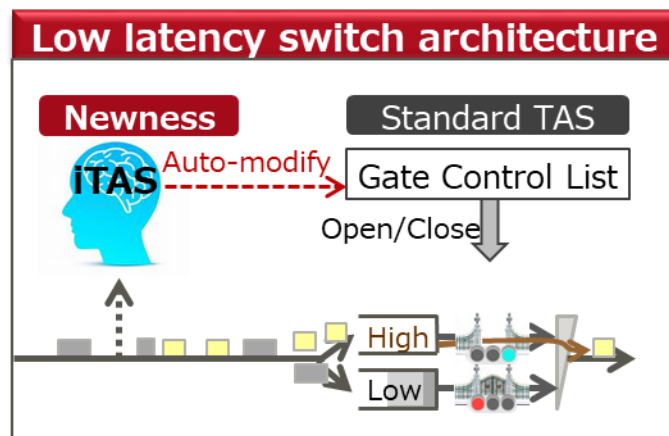 Low latency switch architecture
Newness
Standard TAS
iTAS
Auto-modify
Gate Control List
Open/Close
High
Low